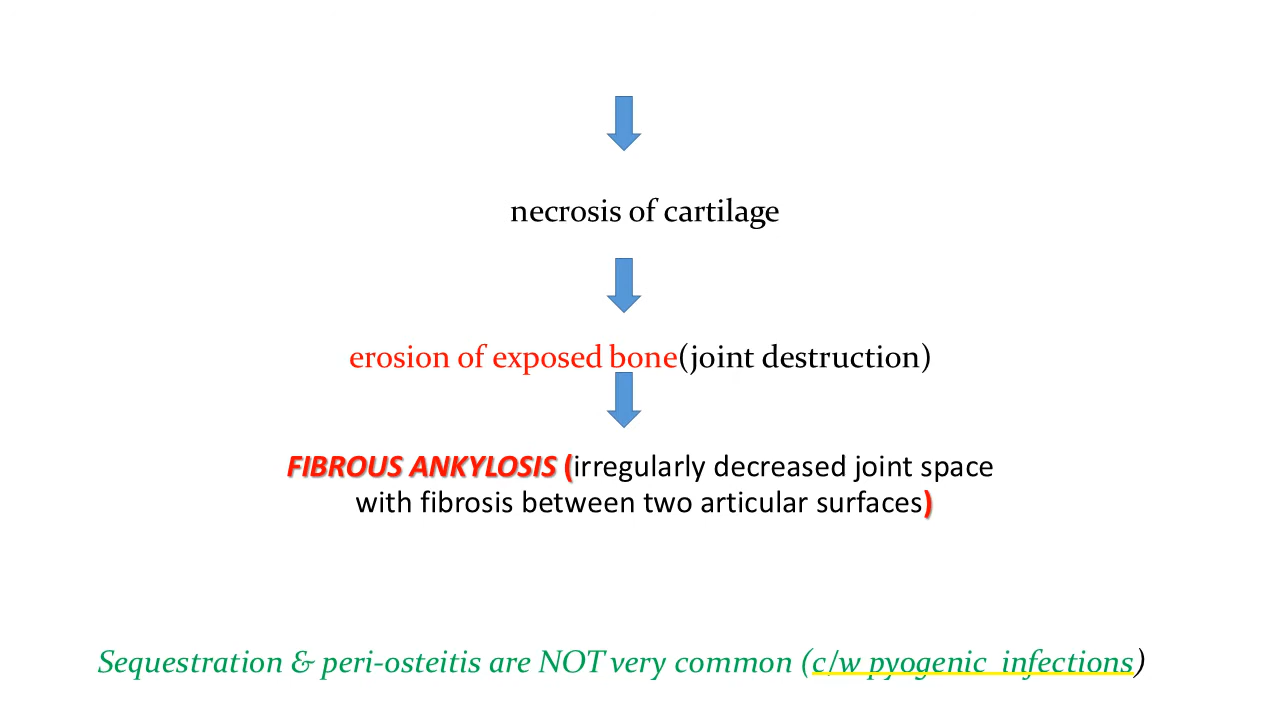 necrosis of cartilage
erosion of exposed bone(joint destruction)
FIBROUS ANKYLOSIS (irregularly decreased joint space
with fibrosis between two articular surfaces)
Sequestration & peri-osteitis are NOT very common (c/w pyogenic infections)